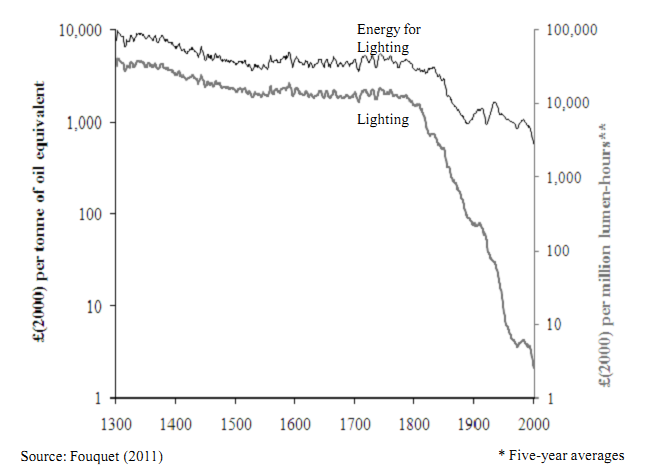 Energy for
Lighting
Lighting
£(2000) per tonne of oil equivalent
10,000
1,000
100
10
1
£(2000) per million lumen-hours**
100,000
10,000
1,000
100
10
1
1300 1400 1500 1600 1700 1800 1900 2000
Source: Fouquet (2011)
* Five-year averages